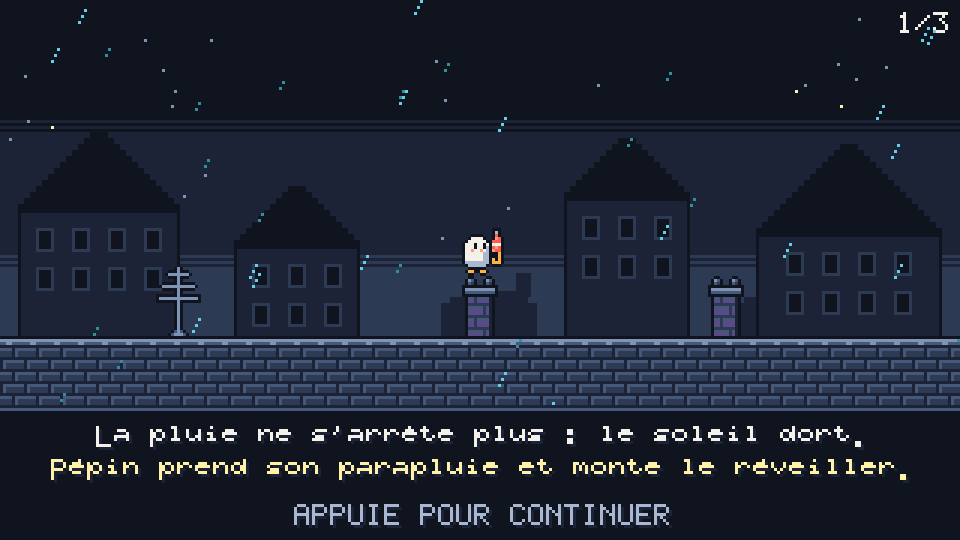 1/3
La pluie ne s'arrête plus : le soleil dort.
Pépin prend son parapluie et monte le réveiller.
APPUIE POUR CONTINUER